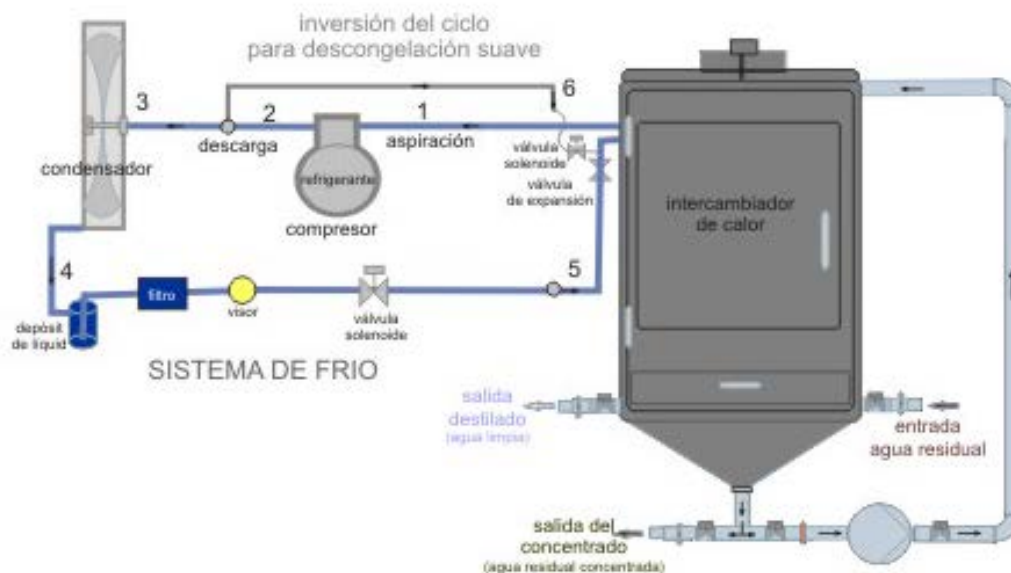 inversión del ciclo
para descongelación suave
6
3
2
1
descarga
aspiración
condensador
válvula
solenoide
válvula
de expansión
refrigerante
compresor
intercambiador
de calor
4
5
filtro
visor
válvula
solenoide
depòsit
de líquid
SISTEMA DE FRIO
salida
destilado
(agua limpia)
entrada
agua residual
salida del
concentrado
(agua residual concentrada)